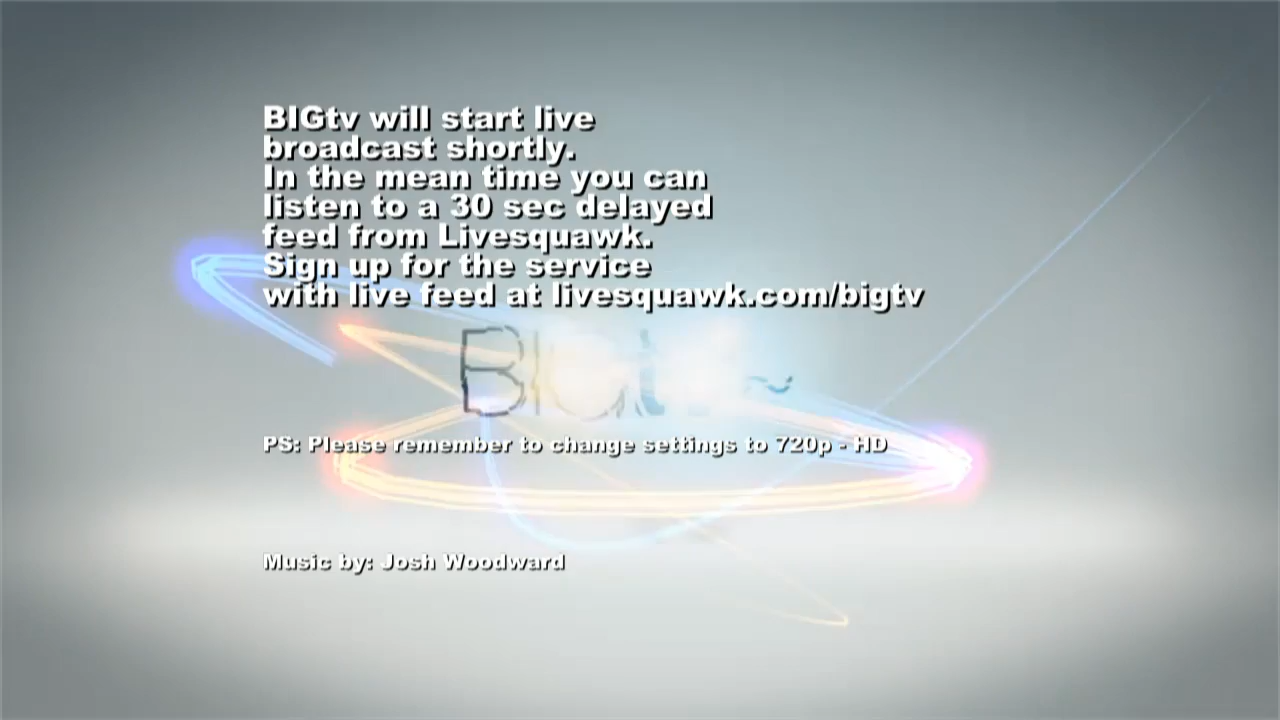 BIGtv will start live
broadcast shortly.
In the mean time you can
listen to a 30 sec delayed
feed from Livesquawk.
Sign up for the service
with live feed at livesquawk.com/bigtv
BIGt
~
PS: Please remember to change settings to 720p - HD
Music by: Josh Woodward